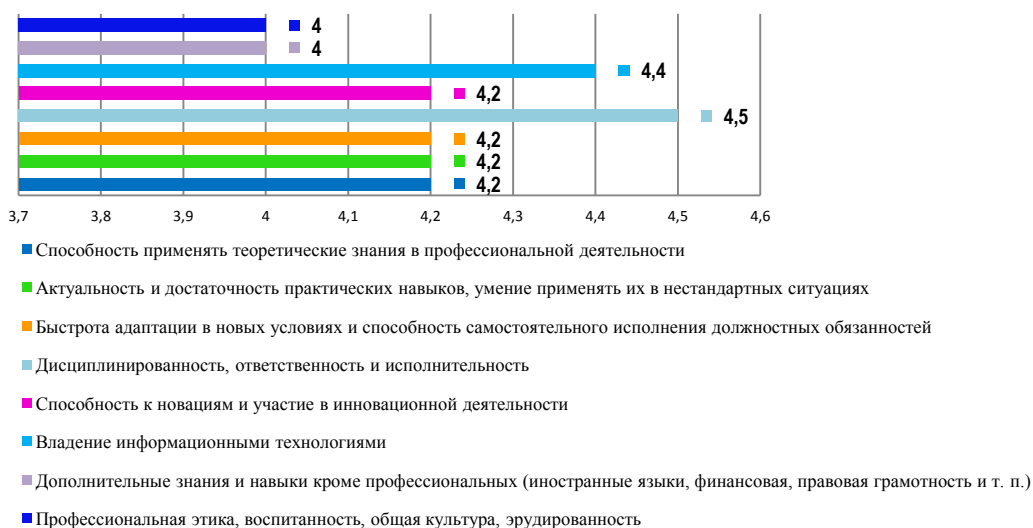 4
4
4,4
4,2
4,5
4,2
4,2
4,2
3,7 3,8 3,9 4 4,1 4,2 4,3 4,4 4,5 4,6
Способность применять теоретические знания в профессиональной деятельности
Актуальность и достаточность практических навыков, умение применять их в нестандартных ситуациях
Быстрота адаптации в новых условиях и способность самостоятельного исполнения должностных обязанностей
Дисциплинированность, ответственность и исполнительность
Способность к новациям и участие в инновационной деятельности
Владение информационными технологиями
Дополнительные знания и навыки кроме профессиональных (иностранные языки, финансовая, правовая грамотность и т. п.)
Профессиональная этика, воспитанность, общая культура, эрудированность